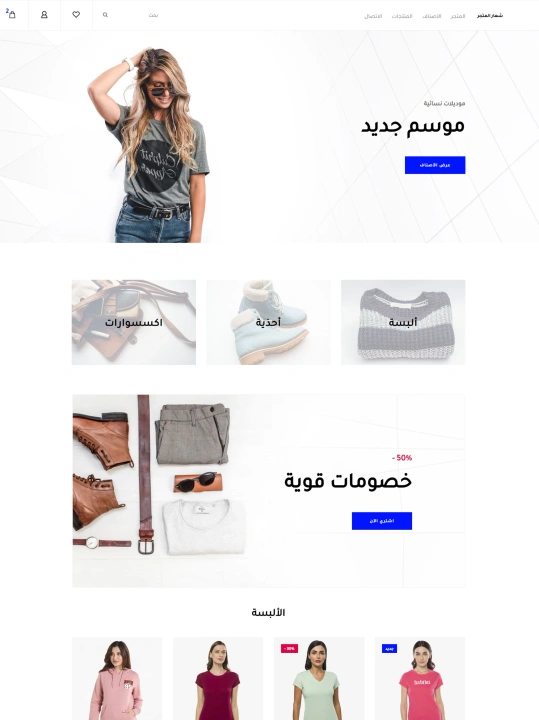 شعار المتجر
المتجر
الأصناف
المنتجات
الاتصال
بحث
2
موديلات نسائية
موسم جديد
عرض الأصناف
ألبسة
أحذية
اكسسوارات
- 50%
خصومات قوية
اشتري الآن
الألبسة
جديد